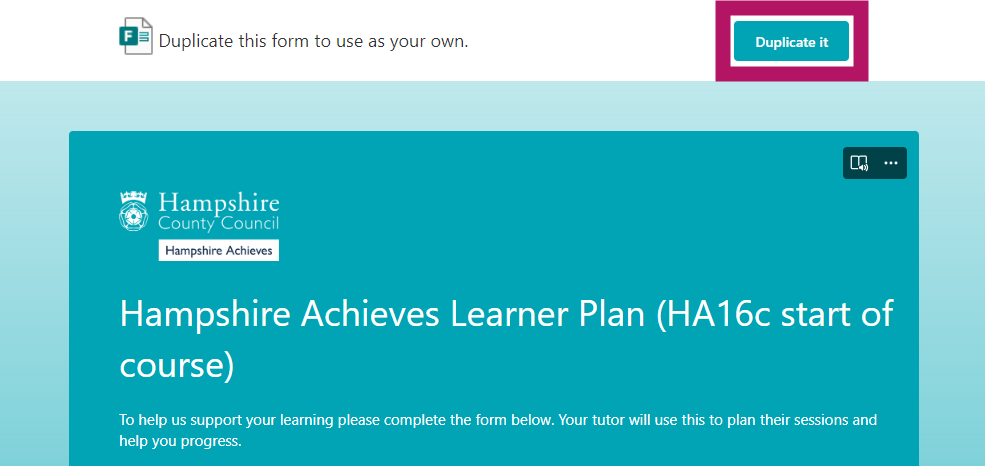 Duplicate this form to use as your own.
Duplicate it
Hampshire
County Council
Hampshire Achieves
Hampshire Achieves Learner Plan (HA16c start of
course)
To help us support your learning please complete the form below. Your tutor will use this to plan their sessions and
help you progress.